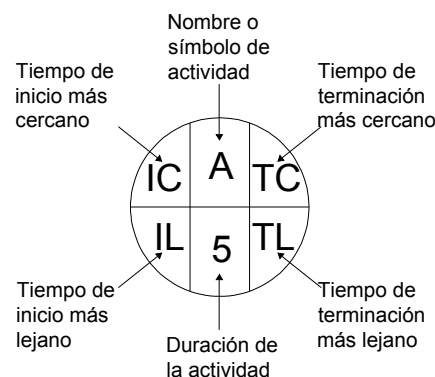 Nombre o
símbolo de
actividad
Tiempo de
inicio más
cercano
Tiempo de
terminación
más cercano
IC
A
TC
IL
5
TL
Tiempo de
inicio más
lejano
Duración de
la actividad
Tiempo de
terminación
más lejano